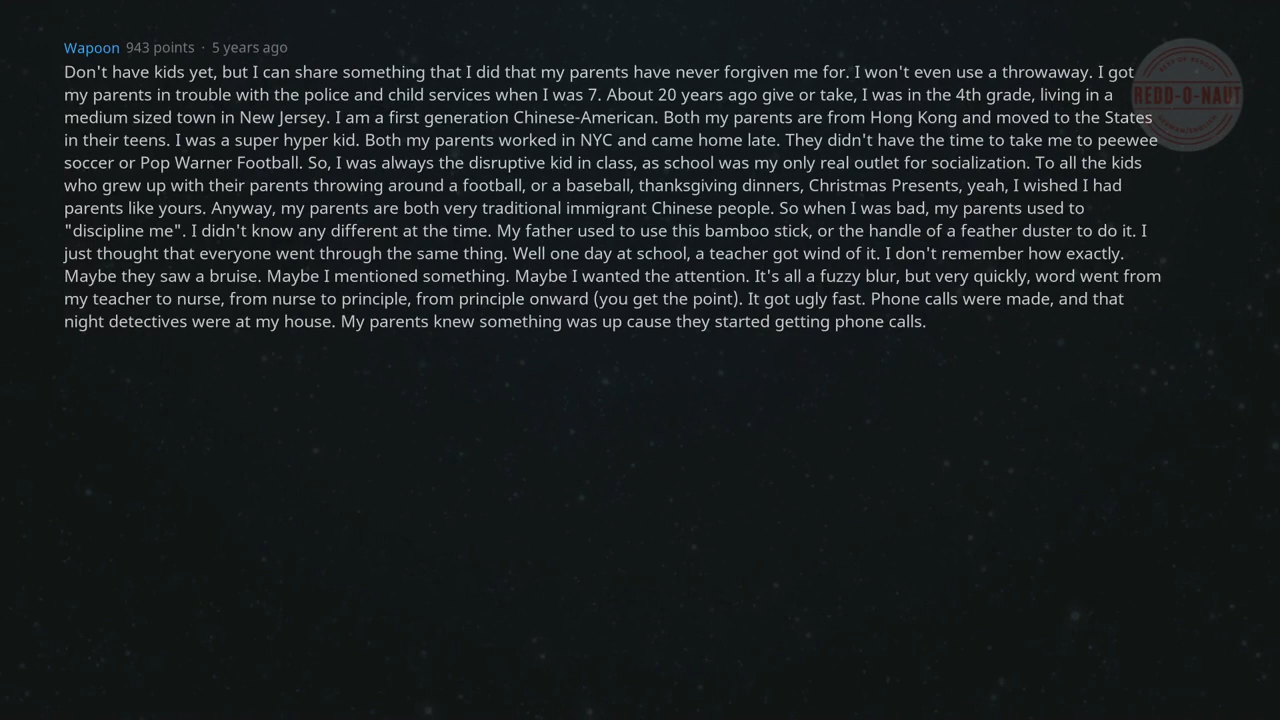 Wapoon 943 points · 5 years ago
Don't have kids yet, but I can share something that I did that my parents have never forgiven me for. I won't even use a throwaway. I got
my parents in trouble with the police and child services when I was 7. About 20 years ago give or take, I was in the 4th grade, living in a
medium sized town in New Jersey. I am a first generation Chinese-American. Both my parents are from Hong Kong and moved to the States
in their teens. I was a super hyper kid. Both my parents worked in NYC and came home late. They didn't have the time to take me to peewee
soccer or Pop Warner Football. So, I was always the disruptive kid in class, as school was my only real outlet for socialization. To all the kids
who grew up with their parents throwing around a football, or a baseball, thanksgiving dinners, Christmas Presents, yeah, I wished I had
parents like yours. Anyway, my parents are both very traditional immigrant Chinese people. So when I was bad, my parents used to
"discipline me". I didn't know any different at the time. My father used to use this bamboo stick, or the handle of a feather duster to do it. I
just thought that everyone went through the same thing. Well one day at school, a teacher got wind of it. I don't remember how exactly.
Maybe they saw a bruise. Maybe I mentioned something. Maybe I wanted the attention. It's all a fuzzy blur, but very quickly, word went from
my teacher to nurse, from nurse to principle, from principle onward (you get the point). It got ugly fast. Phone calls were made, and that
night detectives were at my house. My parents knew something was up cause they started getting phone calls.
REDD-O-NAUT